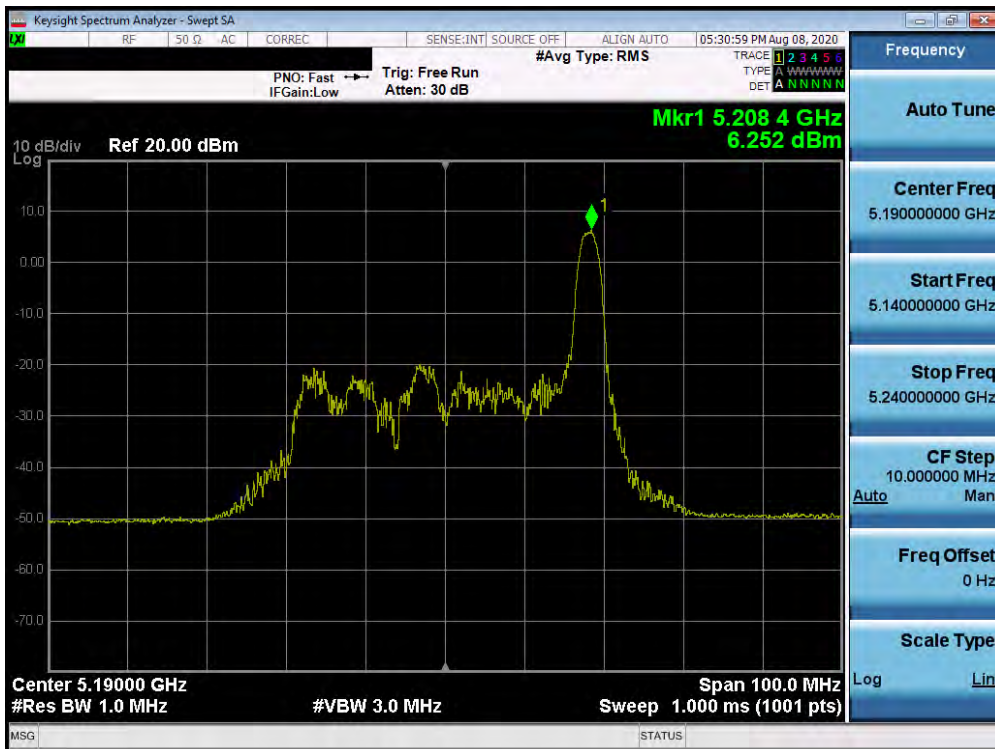 Keysight Spectrum Analyzer - Swept SA
LXI RF 50 Ω AC CORREC SENSE:INT SOURCE OFF ALIGN AUTO 05:30:59 PM Aug 08, 2020
#Avg Type: RMS
TRACE 1 2 3 4 5 6
PNO: Fast Trig: Free Run
TYPE A WWWWW
IFGain:Low Atten: 30 dB
DET A N N N N N
Mkr1 5.208 4 GHz
6.252 dBm
10 dB/div Ref 20.00 dBm
Log
10.0
0.00
-10.0
-20.0
-30.0
-40.0
-50.0
-60.0
-70.0
1
Center 5.19000 GHz Span 100.0 MHz
#Res BW 1.0 MHz #VBW 3.0 MHz Sweep 1.000 ms (1001 pts)
MSG STATUS
Frequency
Auto Tune
Center Freq
5.190000000 GHz
Start Freq
5.140000000 GHz
Stop Freq
5.240000000 GHz
CF Step
10.000000 MHz
Auto Man
Freq Offset
0 Hz
Scale Type
Log Lin